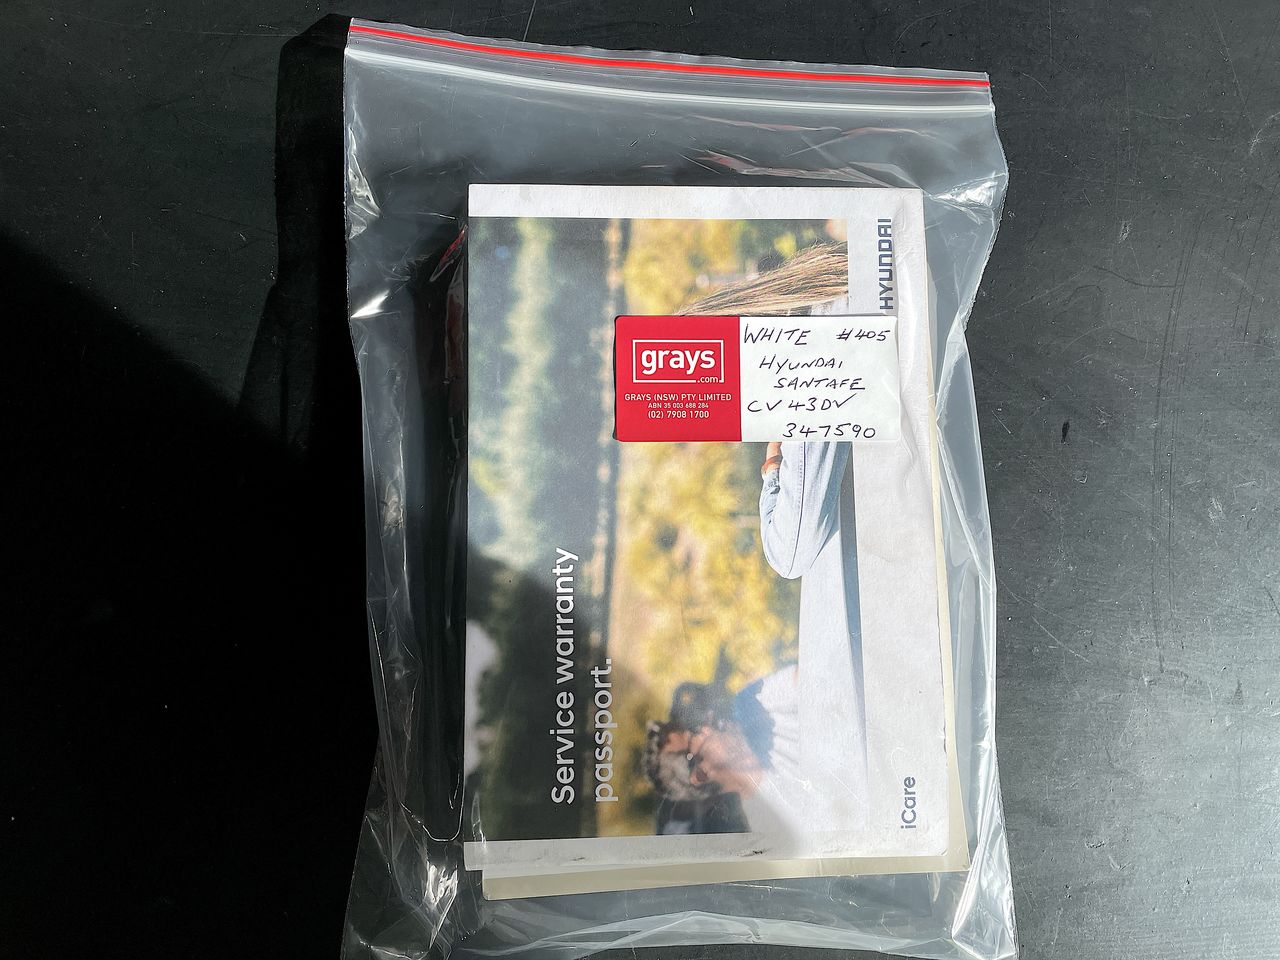 HYUNDAI
WHITE #405
HYUNDAI
SANTAFE
CV43DV
347590
grays
.com
GRAYS (NSW) PTY LIMITED
ABN 35 003 688 284
(02) 7908 1700
Service warranty
passport.
iCare